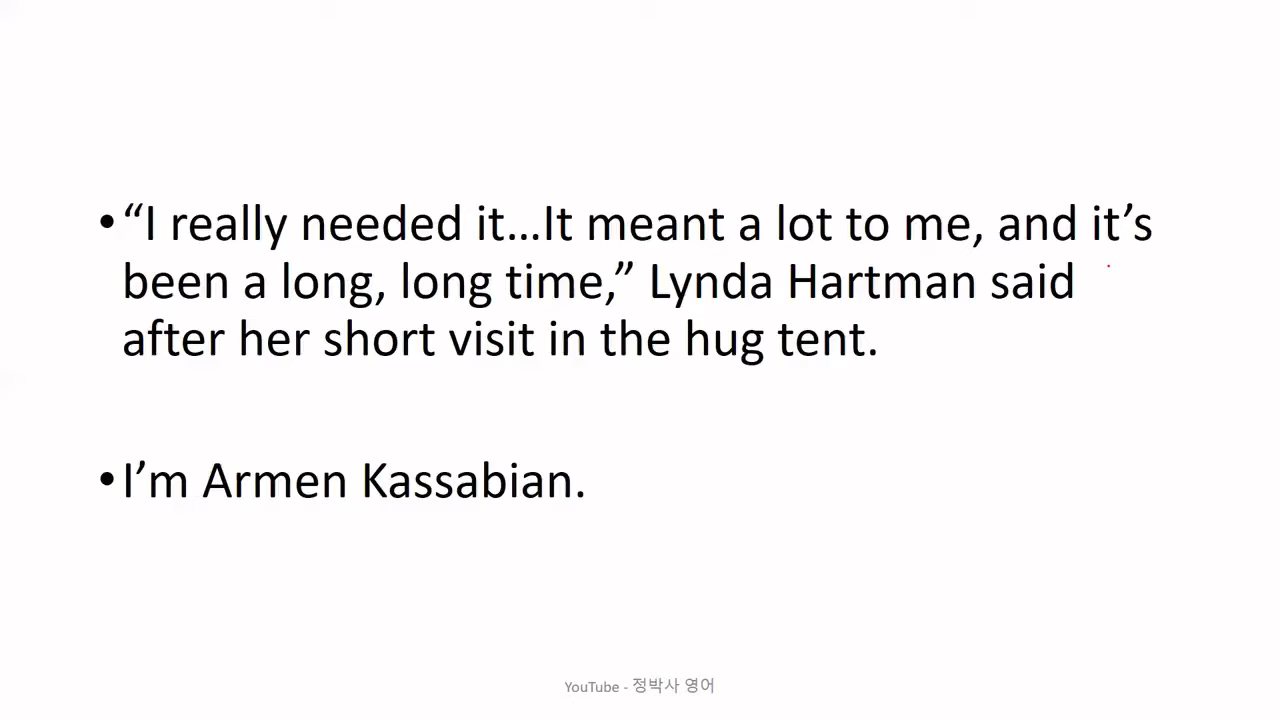 •“I really needed it…It meant a lot to me, and it’s
been a long, long time,” Lynda Hartman said
after her short visit in the hug tent.
•I’m Armen Kassabian.
YouTube - 정박사 영어